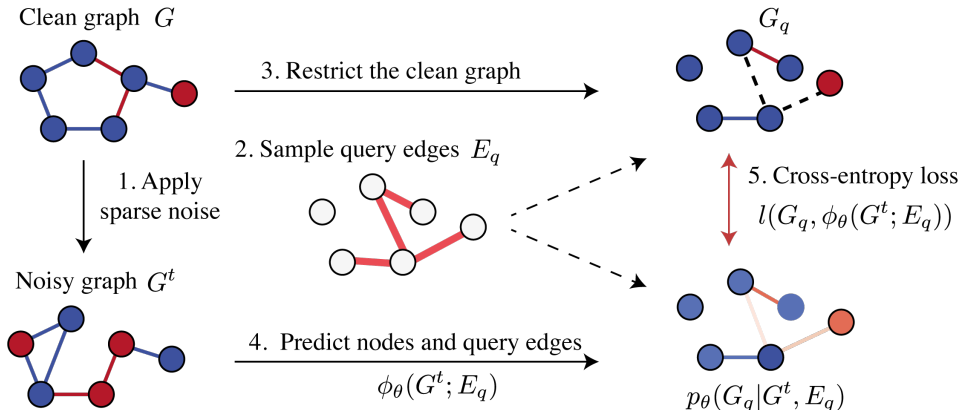 Clean graph G
G_q
3. Restrict the clean graph
2. Sample query edges E_q
1. Apply
sparse noise
5. Cross-entropy loss
l(G_q, ϕ_θ(G^t; E_q))
Noisy graph G^t
4. Predict nodes and query edges
ϕ_θ(G^t; E_q)
p_θ(G_q|G^t, E_q)